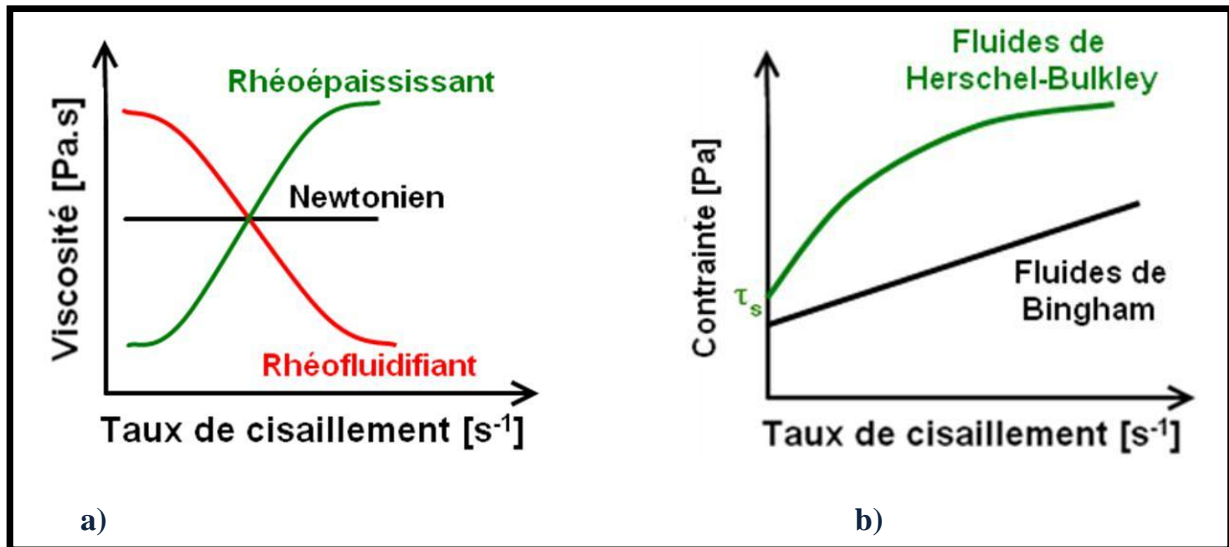 Viscosité [Pa.s]
Rhéoépaississant
Newtonien
Rhéofluidifiant
Taux de cisaillement [s⁻¹]
a)
Contrainte [Pa]
Fluides de
Herschel-Bulkley
τs
Fluides de
Bingham
Taux de cisaillement [s⁻¹]
b)